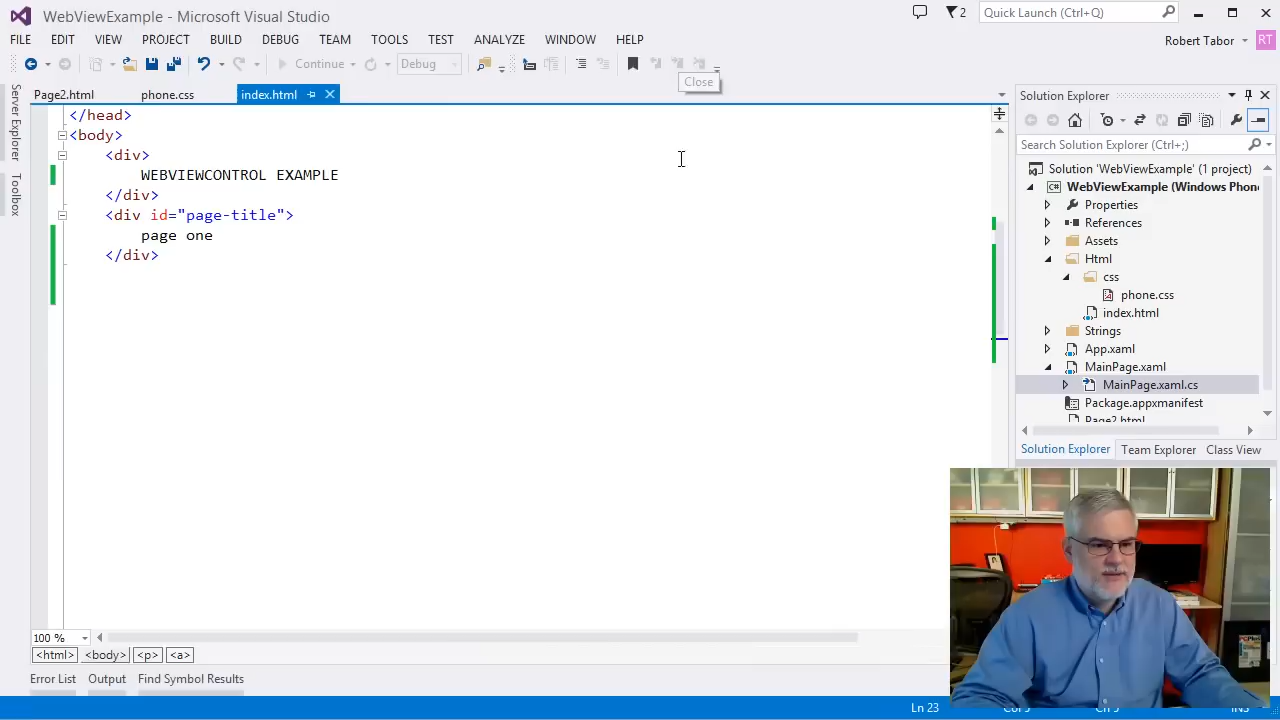 WebViewExample - Microsoft Visual Studio
2
Quick Launch (Ctrl+Q)
FILE EDIT VIEW PROJECT BUILD DEBUG TEAM TOOLS TEST ANALYZE WINDOW HELP
Robert Tabor RT
Continue Debug
Close
Page2.html phone.css index.html
Server Explorer
Toolbox
</head>
<body>
<div>
WEBVIEWCONTROL EXAMPLE
</div>
<div id="page-title">
page one
</div>
100 %
<html> <body> <p> <a>
Error List Output Find Symbol Results
Ln 23
Solution Explorer
Search Solution Explorer (Ctrl+;)
Solution 'WebViewExample' (1 project)
WebViewExample (Windows Phon
Properties
References
Assets
Html
css
phone.css
index.html
Strings
App.xaml
MainPage.xaml
MainPage.xaml.cs
Package.appxmanifest
Page2.html
Solution Explorer Team Explorer Class View